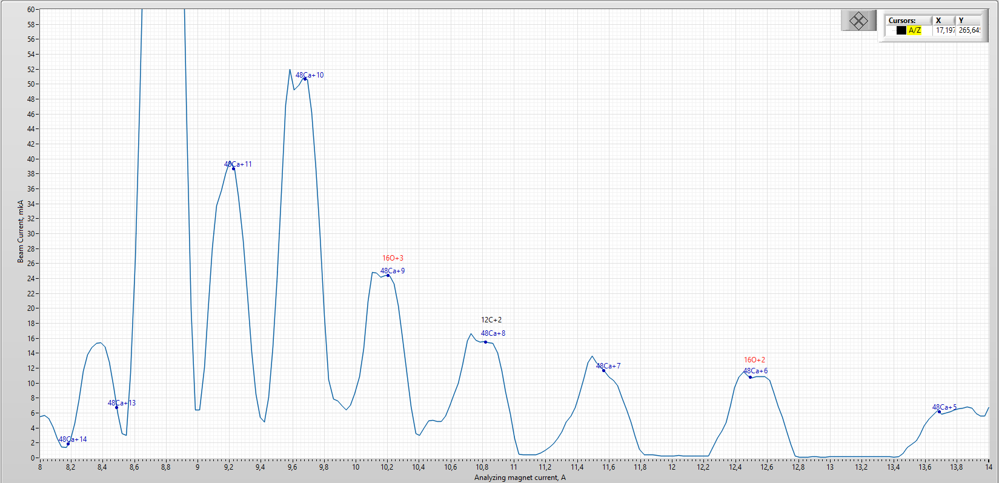 Cursors: X Y
A/Z 17,197 265,64
60
58
56
54
52
50
48
46
44
42
40
38
36
34
32
30
28
26
24
22
20
18
16
14
12
10
8
6
4
2
0
Beam Current, mkA
48Ca+14
48Ca+13
48Ca+11
48Ca+10
16O+3
48Ca+9
12C+2
48Ca+8
48Ca+7
16O+2
48Ca+6
48Ca+5
8 8,2 8,4 8,6 8,8 9 9,2 9,4 9,6 9,8 10 10,2 10,4 10,6 10,8 11 11,2 11,4 11,6 11,8 12 12,2 12,4 12,6 12,8 13 13,2 13,4 13,6 13,8 14
Analyzing magnet current, A